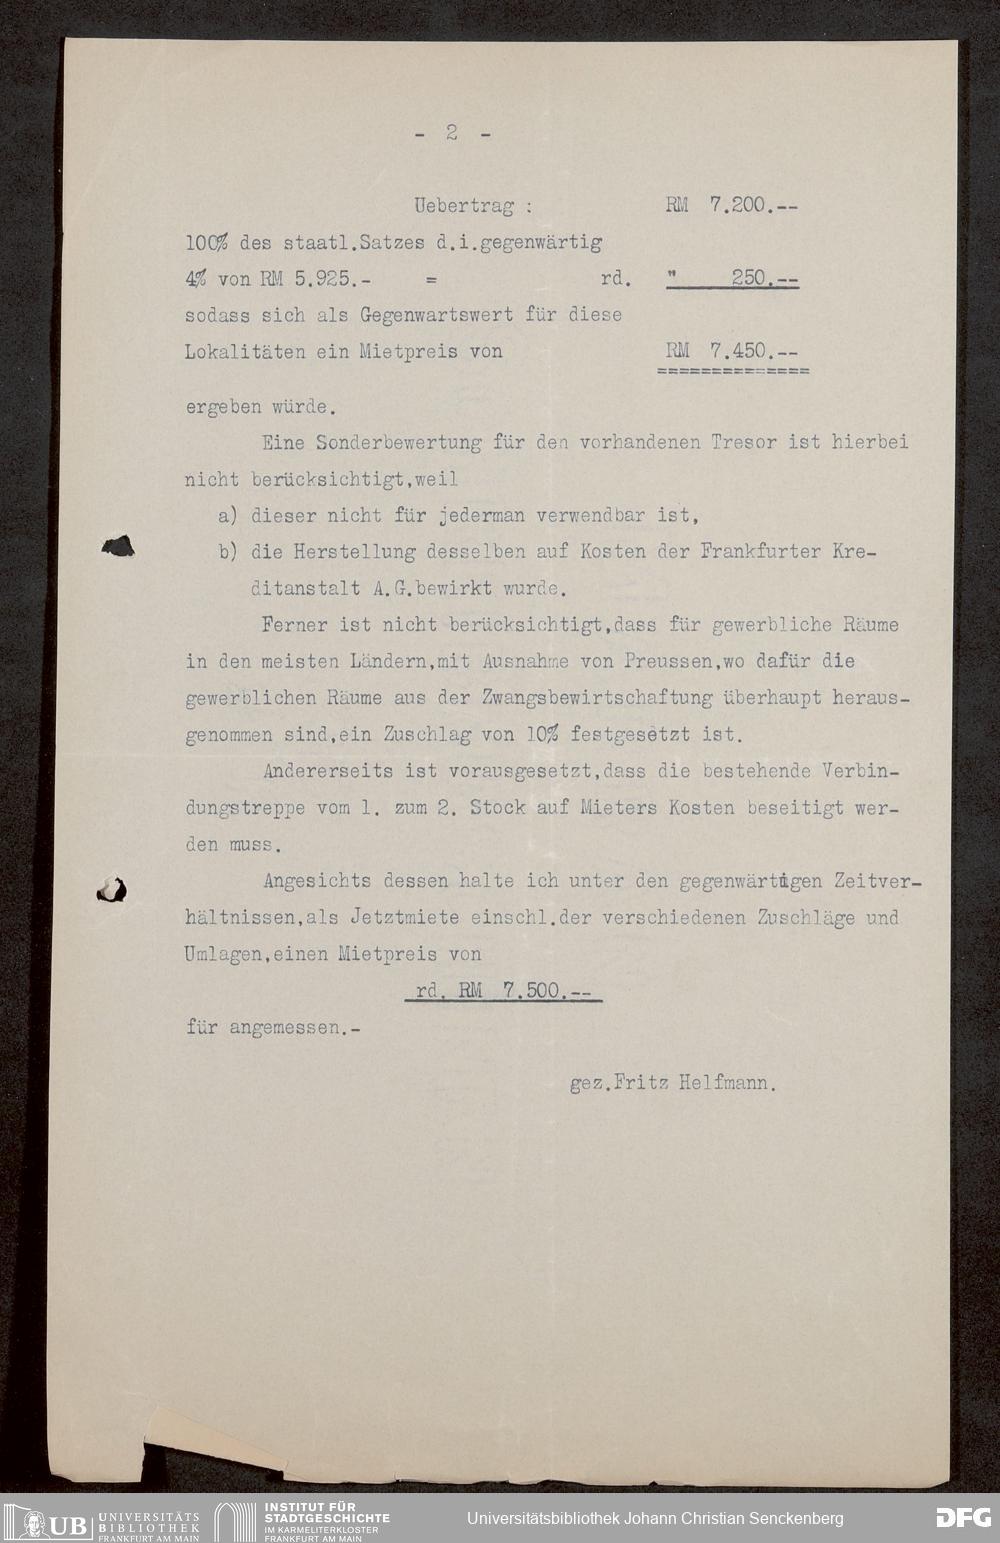 - 2 -
Uebertrag : RM 7.200.--
100% des staatl.Satzes d.i.gegenwärtig
4% von RM 5.925.- = rd. " 250.--
sodass sich als Gegenwartswert für diese
Lokalitäten ein Mietpreis von RM 7.450.--
==============
ergeben würde.
Eine Sonderbewertung für den vorhandenen Tresor ist hierbei
nicht berücksichtigt,weil
a) dieser nicht für jederman verwendbar ist,
b) die Herstellung desselben auf Kosten der Frankfurter Kre-
ditanstalt A.G.bewirkt wurde.
Ferner ist nicht berücksichtigt,dass für gewerbliche Räume
in den meisten Ländern,mit Ausnahme von Preussen,wo dafür die
gewerblichen Räume aus der Zwangsbewirtschaftung überhaupt heraus-
genommen sind,ein Zuschlag von 10% festgesetzt ist.
Andererseits ist vorausgesetzt,dass die bestehende Verbin-
dungstreppe vom 1. zum 2. Stock auf Mieters Kosten beseitigt wer-
den muss.
Angesichts dessen halte ich unter den gegenwärtigen Zeitver-
hältnissen,als Jetztmiete einschl.der verschiedenen Zuschläge und
Umlagen,einen Mietpreis von
rd. RM 7.500.--
für angemessen.-
gez.Fritz Helfmann.
UB UNIVERSITÄTS
BIBLIOTHEK
FRANKFURT AM MAIN
INSTITUT FÜR
STADTGESCHICHTE
IM KARMELITERKLOSTER
FRANKFURT AM MAIN
Universitätsbibliothek Johann Christian Senckenberg
DFG